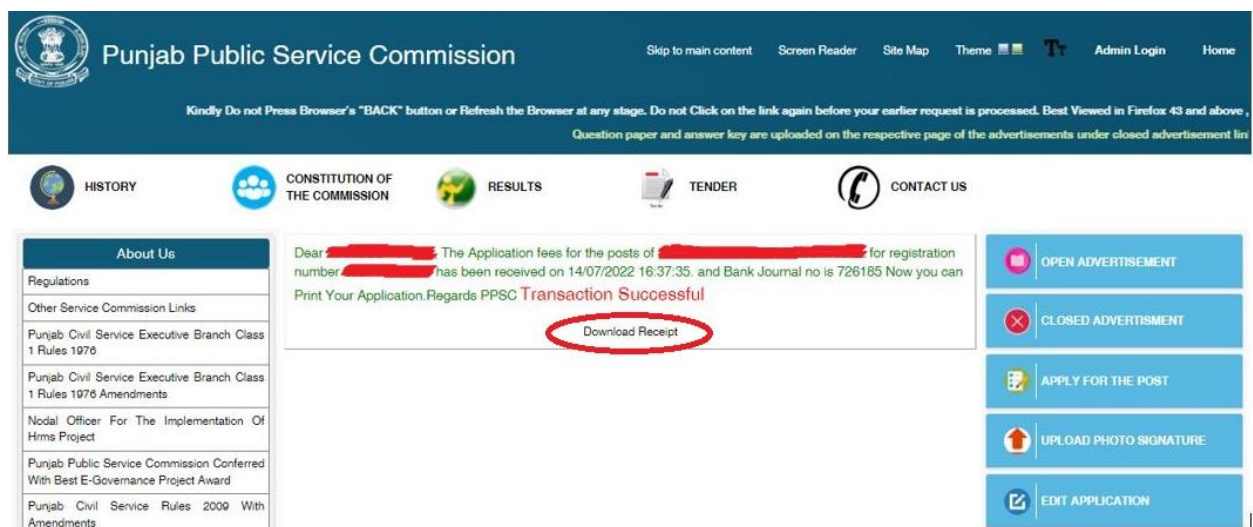 Punjab Public Service Commission
Skip to main content Screen Reader Site Map Theme Tт Admin Login Home
Kindly Do not Press Browser's "BACK" button or Refresh the Browser at any stage. Do not Click on the link again before your earlier request is processed. Best Viewed in Firefox 43 and above ,
Question paper and answer key are uploaded on the respective page of the advertisements under closed advertisement lin
HISTORY
CONSTITUTION OF
THE COMMISSION
RESULTS
TENDER
CONTACT US
About Us
Regulations
Other Service Commission Links
Punjab Civil Service Executive Branch Class
1 Rules 1976
Punjab Civil Service Executive Branch Class
1 Rules 1976 Amendments
Nodal Officer For The Implementation Of
Hrms Project
Punjab Public Service Commission Conferred
With Best E-Governance Project Award
Punjab Civil Service Rules 2009 With
Amendments
Dear The Application fees for the posts of for registration
number has been received on 14/07/2022 16:37:35. and Bank Journal no is 726185 Now you can
Print Your Application.Regards PPSC Transaction Successful
Download Receipt
OPEN ADVERTISEMENT
CLOSED ADVERTISMENT
APPLY FOR THE POST
UPLOAD PHOTO SIGNATURE
EDIT APPLICATION